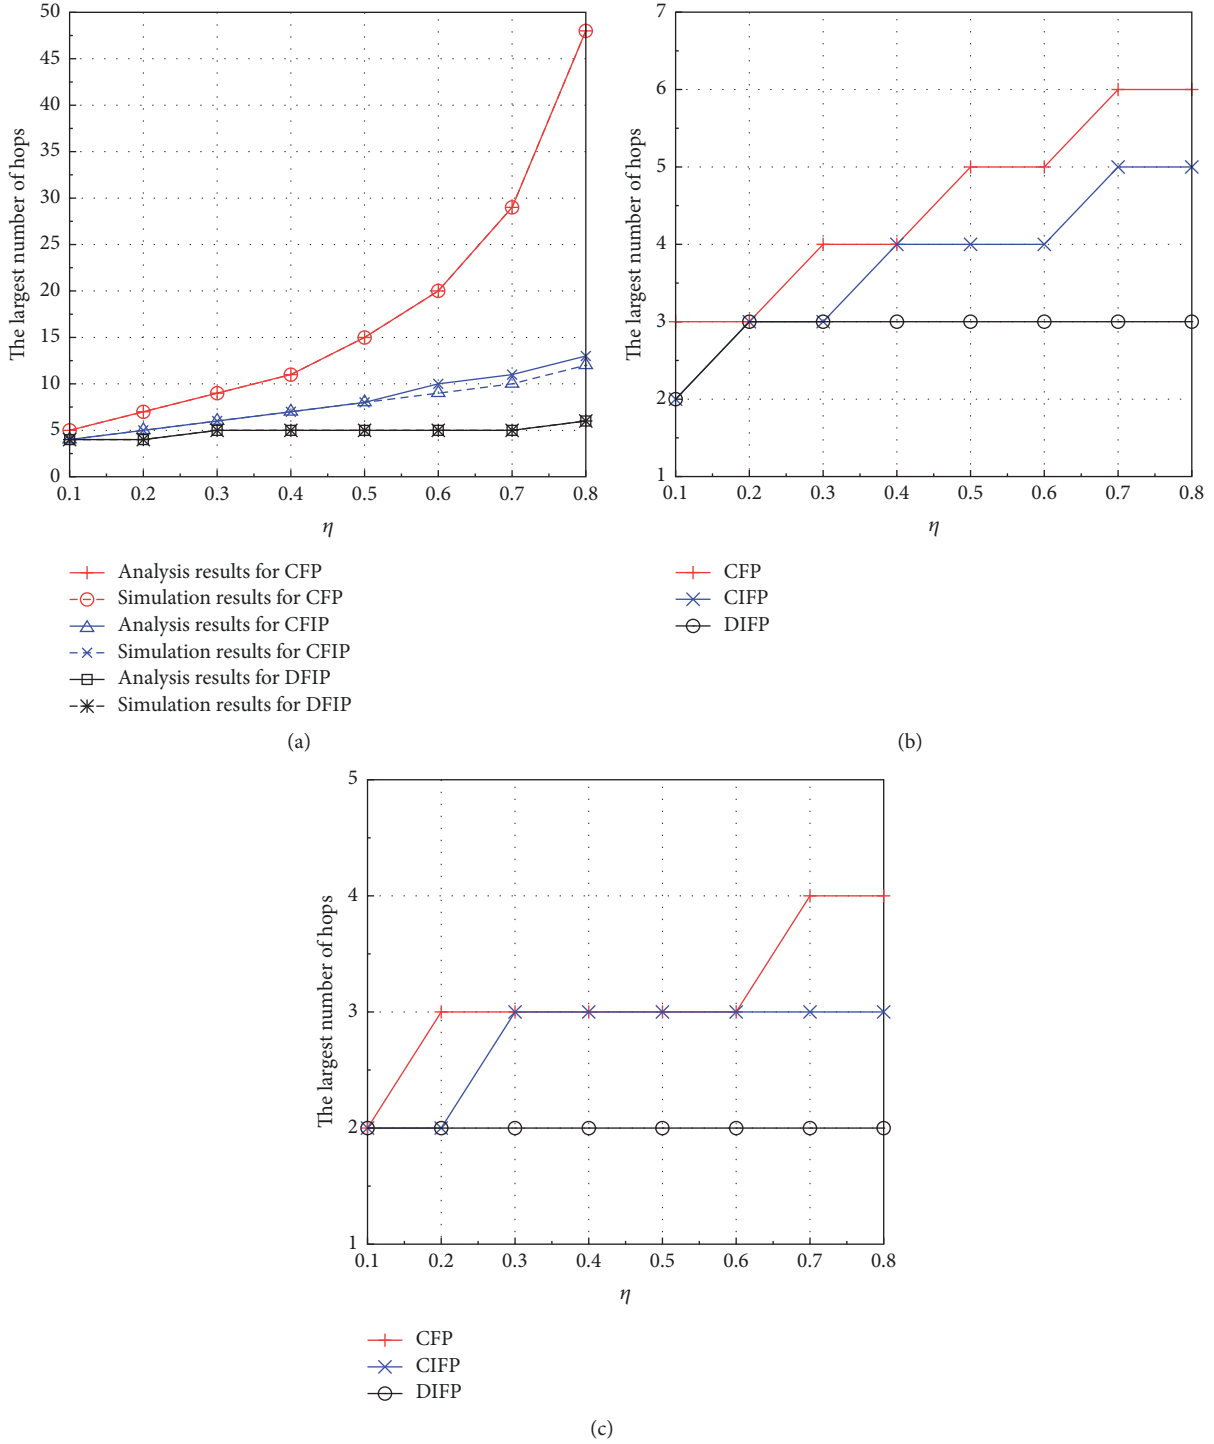 50
45
40
35
30
25
20
15
10
5
0
The largest number of hops
0.1 0.2 0.3 0.4 0.5 0.6 0.7 0.8
η
Analysis results for CFP
Simulation results for CFP
Analysis results for CFIP
Simulation results for CFIP
Analysis results for DFIP
Simulation results for DFIP
(a)
7
6
5
4
3
2
1
The largest number of hops
0.1 0.2 0.3 0.4 0.5 0.6 0.7 0.8
η
CFP
CIFP
DIFP
(b)
5
4
3
2
1
The largest number of hops
0.1 0.2 0.3 0.4 0.5 0.6 0.7 0.8
η
CFP
CIFP
DIFP
(c)